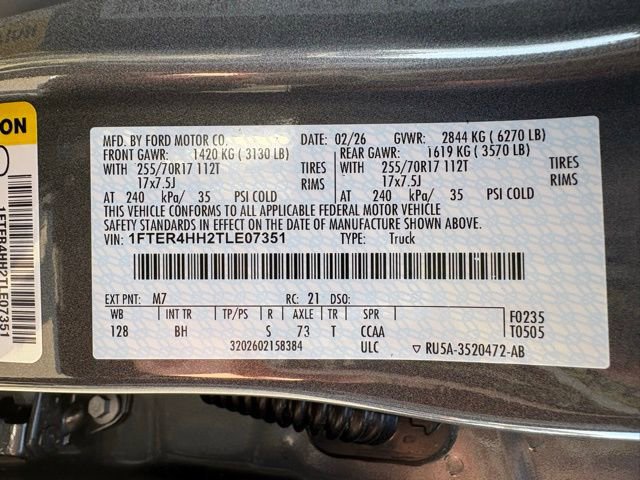 ON
1FTER4HH2TLE07351
MFD. BY FORD MOTOR CO. DATE: 02/26 GVWR: 2844 KG ( 6270 LB)
FRONT GAWR: 1420 KG ( 3130 LB) REAR GAWR: 1619 KG ( 3570 LB)
WITH 255/70R17 112T TIRES WITH 255/70R17 112T TIRES
17x7.5J RIMS 17x7.5J RIMS
AT 240 kPa/ 35 PSI COLD AT 240 kPa/ 35 PSI COLD
THIS VEHICLE CONFORMS TO ALL APPLICABLE FEDERAL MOTOR VEHICLE
SAFETY STANDARDS IN EFFECT ON THE DATE OF MANUFACTURE SHOWN ABOVE.
VIN: 1FTER4HH2TLE07351 TYPE: Truck
EXT PNT: M7 RC: 21 DSO:
WB INT TR TP/PS R AXLE TR SPR F0235
128 BH S 73 T CCAA T0505
3202602158384 ULC ▽ RU5A-3520472-AB